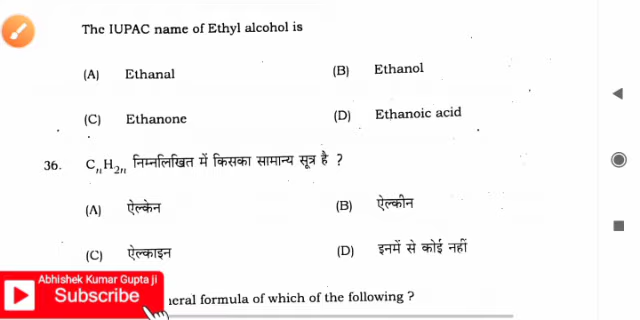 The IUPAC name of Ethyl alcohol is
(A) Ethanal (B) Ethanol
(C) Ethanone (D) Ethanoic acid
36. CₙH₂ₙ निम्नलिखित में किसका सामान्य सूत्र है ?
(A) ऐल्केन (B) ऐल्कीन
(C) ऐल्काइन (D) इनमें से कोई नहीं
Abhishek Kumar Gupta ji
Subscribe
formula of which of the following ?